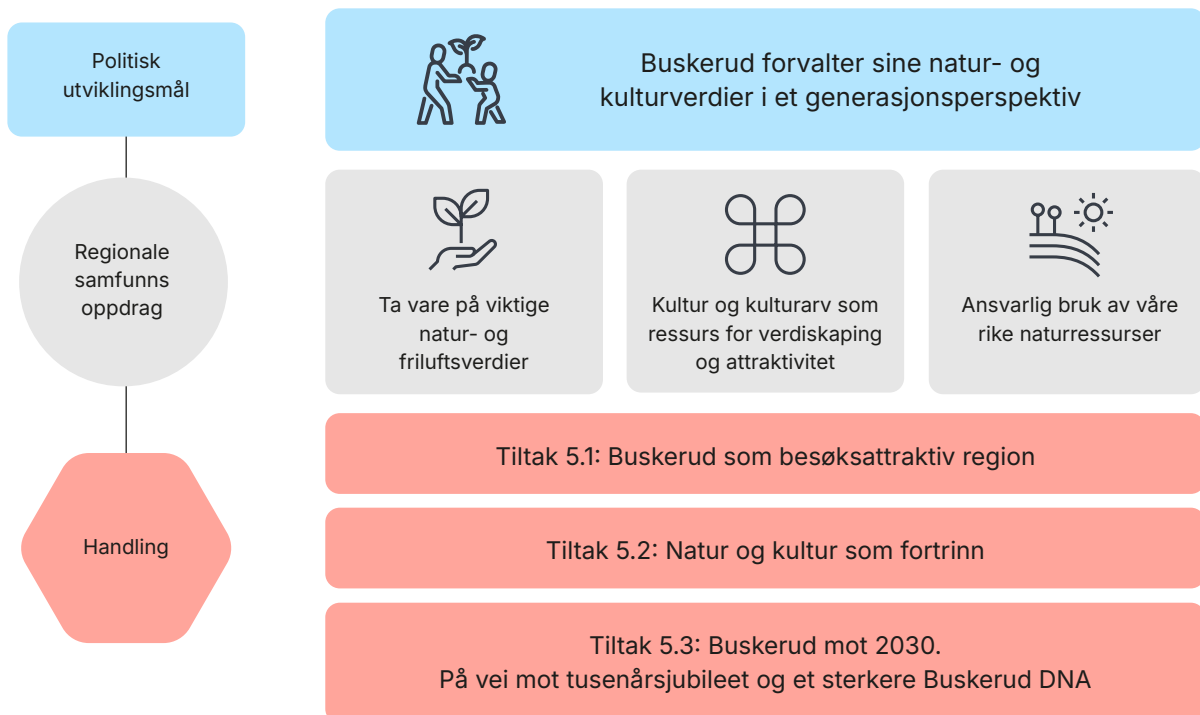 Politisk
utviklingsmål
Buskerud forvalter sine natur- og
kulturverdier i et generasjonsperspektiv
Regionale
samfunns
oppdrag
Ta vare på viktige
natur- og
friluftsverdier
Kultur og kulturarv som
ressurs for verdiskaping
og attraktivitet
Ansvarlig bruk av våre
rike naturressurser
Handling
Tiltak 5.1: Buskerud som besøksattraktiv region
Tiltak 5.2: Natur og kultur som fortrinn
Tiltak 5.3: Buskerud mot 2030.
På vei mot tusenårsjubileet og et sterkere Buskerud DNA